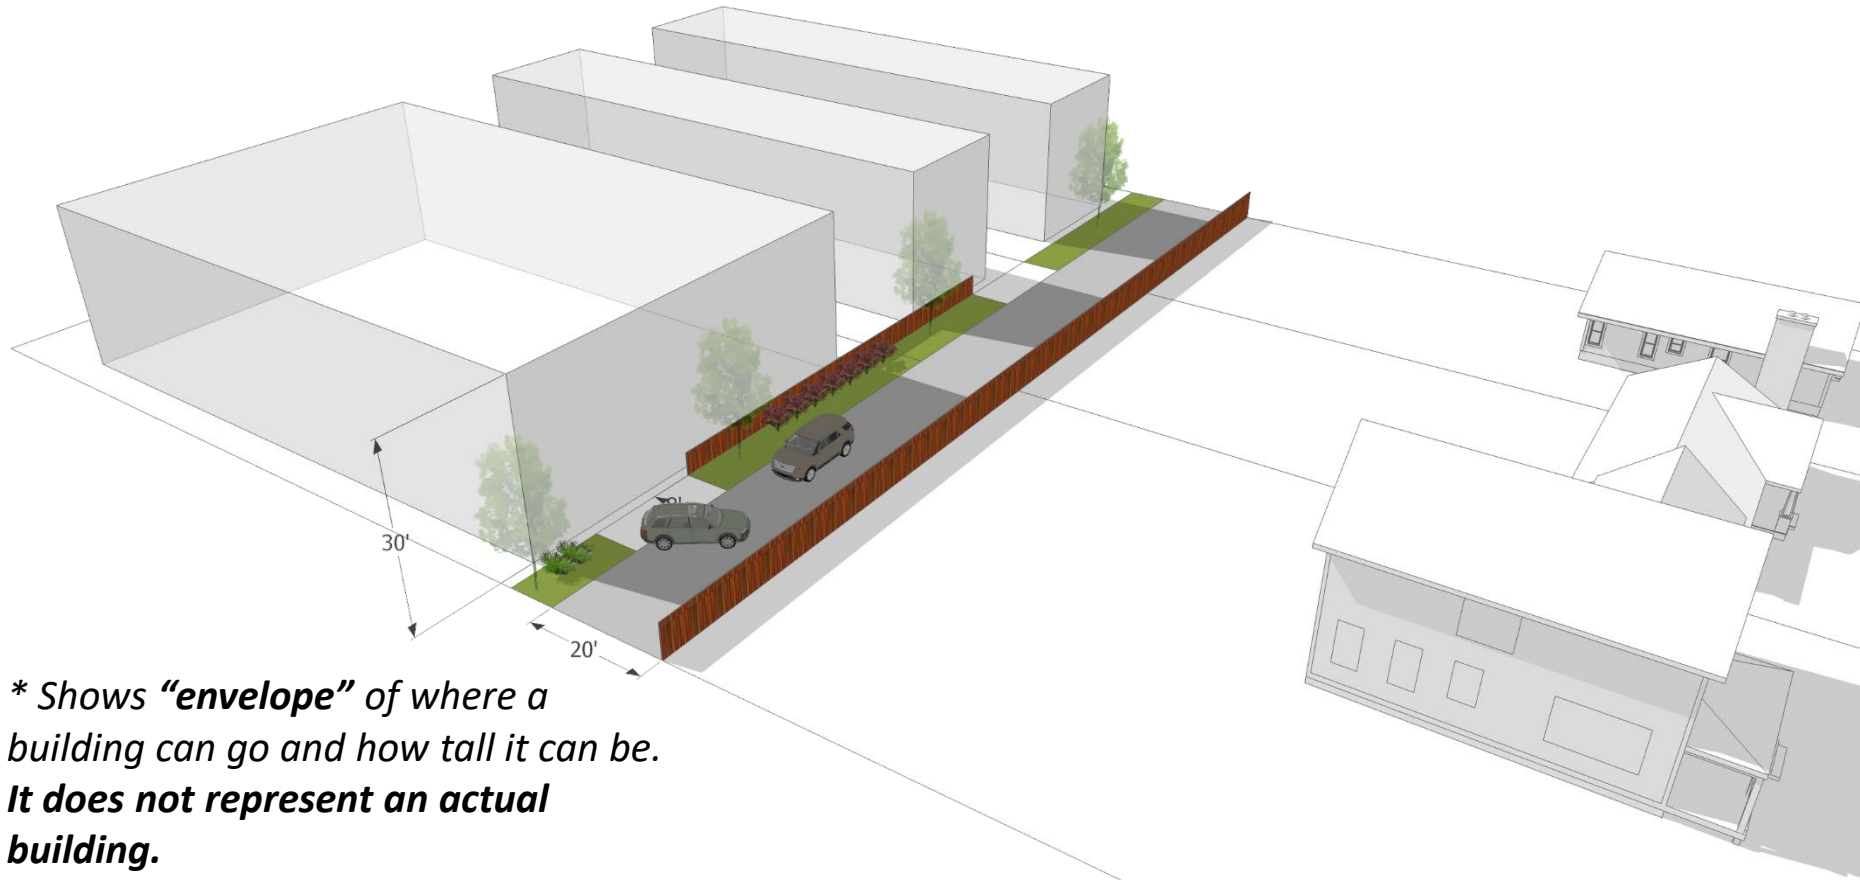 30'
20'
* Shows “envelope” of where a
building can go and how tall it can be.
It does not represent an actual
building.